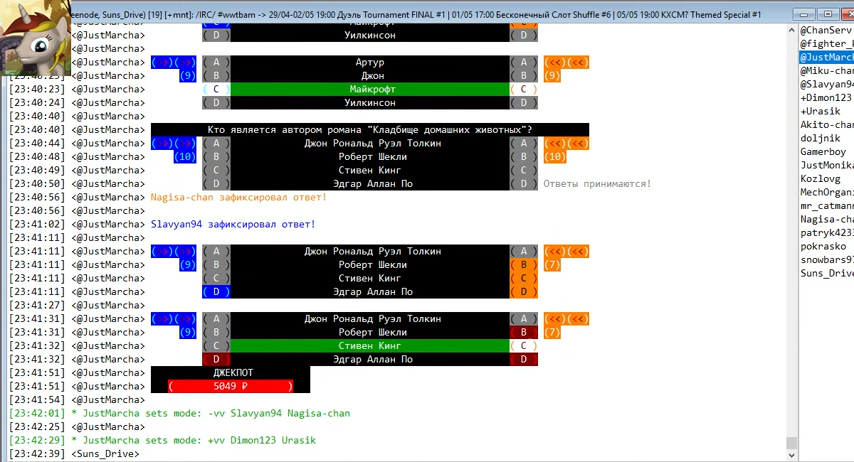 eenode, Suns_Drive) [19] [+mnt]: /IRC/ #wwtbam -> 29/04-02/05 19:00 Дуэль Tournament FINAL #1 | 01/05 17:00 Бесконечный Слот Shuffle #6 | 05/05 19:00 КХСМ? Themed Special #1
<@JustMarcha>
<@JustMarcha> ( D ) Уилкинсон ( D )
<@JustMarcha>
<@JustMarcha> ( A ) Артур ( A ) (<<)(<<)
<@JustMarcha> (9) ( B ) Джон ( B ) (9)
[23:40:23] <@JustMarcha> ( C ) Майкрофт ( C )
[23:40:24] <@JustMarcha> ( D ) Уилкинсон ( D )
[23:40:40] <@JustMarcha>
[23:40:40] <@JustMarcha> Кто является автором романа "Кладбище домашних животных"?
[23:40:44] <@JustMarcha> ( A ) Джон Рональд Руэл Толкин ( A ) (<<)(<<)
[23:40:48] <@JustMarcha> (10) ( B ) Роберт Шекли ( B ) (10)
[23:40:49] <@JustMarcha> ( C ) Стивен Кинг ( C )
[23:40:50] <@JustMarcha> ( D ) Эдгар Аллан По ( D ) Ответы принимаются!
[23:40:56] <@JustMarcha> Nagisa-chan зафиксировал ответ!
[23:40:56] <@JustMarcha>
[23:41:02] <@JustMarcha> Slavyan94 зафиксировал ответ!
[23:41:11] <@JustMarcha>
[23:41:11] <@JustMarcha> ( A ) Джон Рональд Руэл Толкин ( A ) (<<)(<<)
[23:41:11] <@JustMarcha> (9) ( B ) Роберт Шекли ( B ) (7)
[23:41:11] <@JustMarcha> ( C ) Стивен Кинг ( C )
[23:41:11] <@JustMarcha> ( D ) Эдгар Аллан По ( D )
[23:41:27] <@JustMarcha>
[23:41:31] <@JustMarcha> ( A ) Джон Рональд Руэл Толкин ( A ) (<<)(<<)
[23:41:31] <@JustMarcha> (9) ( B ) Роберт Шекли ( B ) (7)
[23:41:32] <@JustMarcha> ( C ) Стивен Кинг ( C )
[23:41:32] <@JustMarcha> ( D ) Эдгар Аллан По ( D )
[23:41:51] <@JustMarcha> ДЖЕКПОТ
[23:41:51] <@JustMarcha> ( 5049 ₽ )
[23:41:54] <@JustMarcha>
[23:42:01] * JustMarcha sets mode: -vv Slavyan94 Nagisa-chan
[23:42:25] <@JustMarcha>
[23:42:29] * JustMarcha sets mode: +vv Dimon123 Urasik
[23:42:39] <Suns_Drive>
@ChanServ
@fighter_k
@JustMarch
@Miku-chan
@Slavyan94
+Dimon123
+Urasik
Akito-chan
doljnik
Gamerboy
JustMonika
Kozlovg
MechOrgani
mr_catmann
Nagisa-chan
patryk4233
pokrasko
snowbars97
Suns_Drive